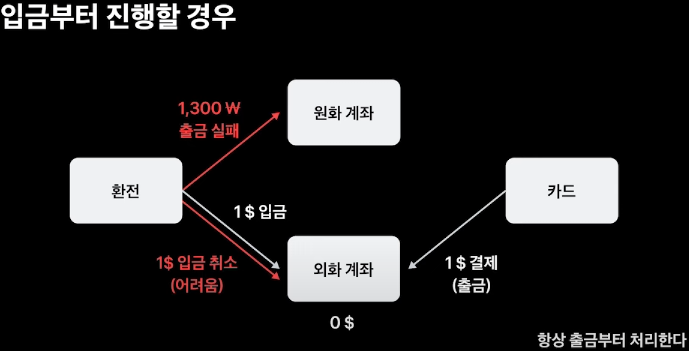 입금부터 진행할 경우
1,300 ₩
출금 실패
원화 계좌
환전
카드
1 $ 입금
1$ 입금 취소
(어려움)
외화 계좌
1 $ 결제
(출금)
0 $
항상 출금부터 처리한다